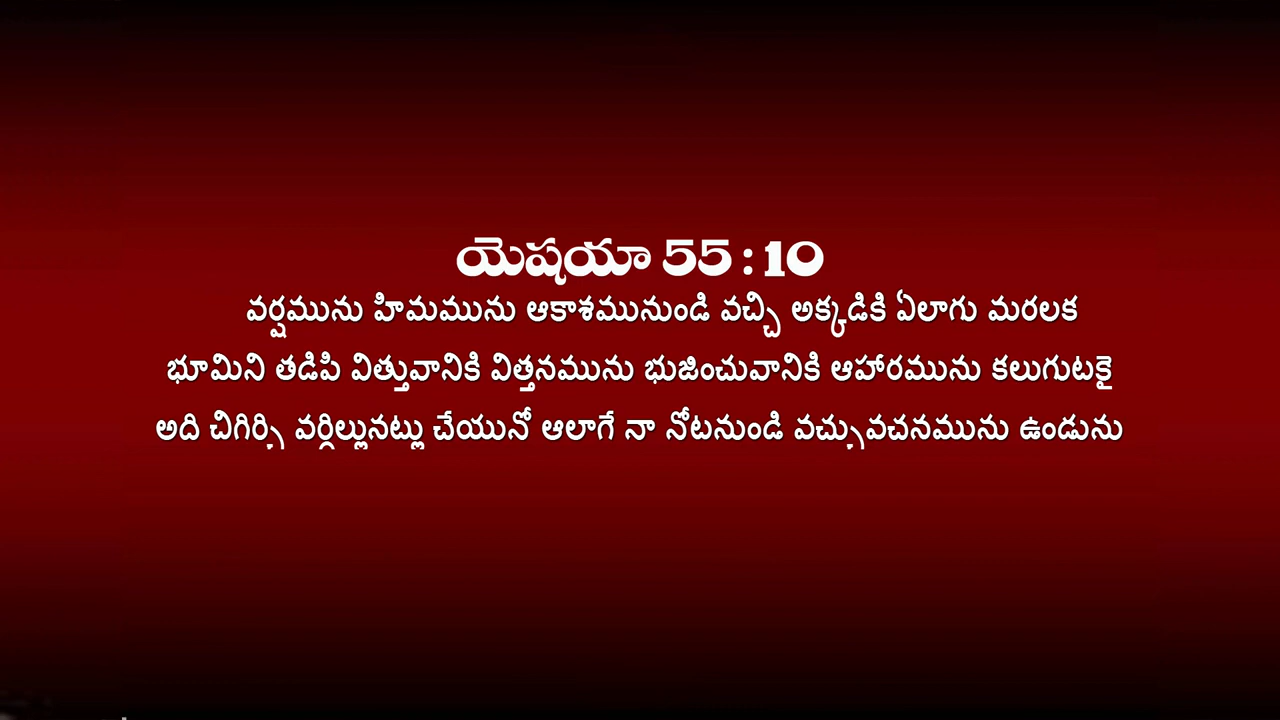 యెషయా 55 : 10
వర్షమును హిమమును ఆకాశమునుండి వచ్చి అక్కడికి ఏలాగు మరలక
భూమిని తడిపి విత్తువానికి విత్తనమును భుజించువానికి ఆహారమును కలుగుటకై
అది చిగిర్చి వర్దిల్లునట్లు చేయునో ఆలాగే నా నోటనుండి వచ్చువచనమును ఉండును